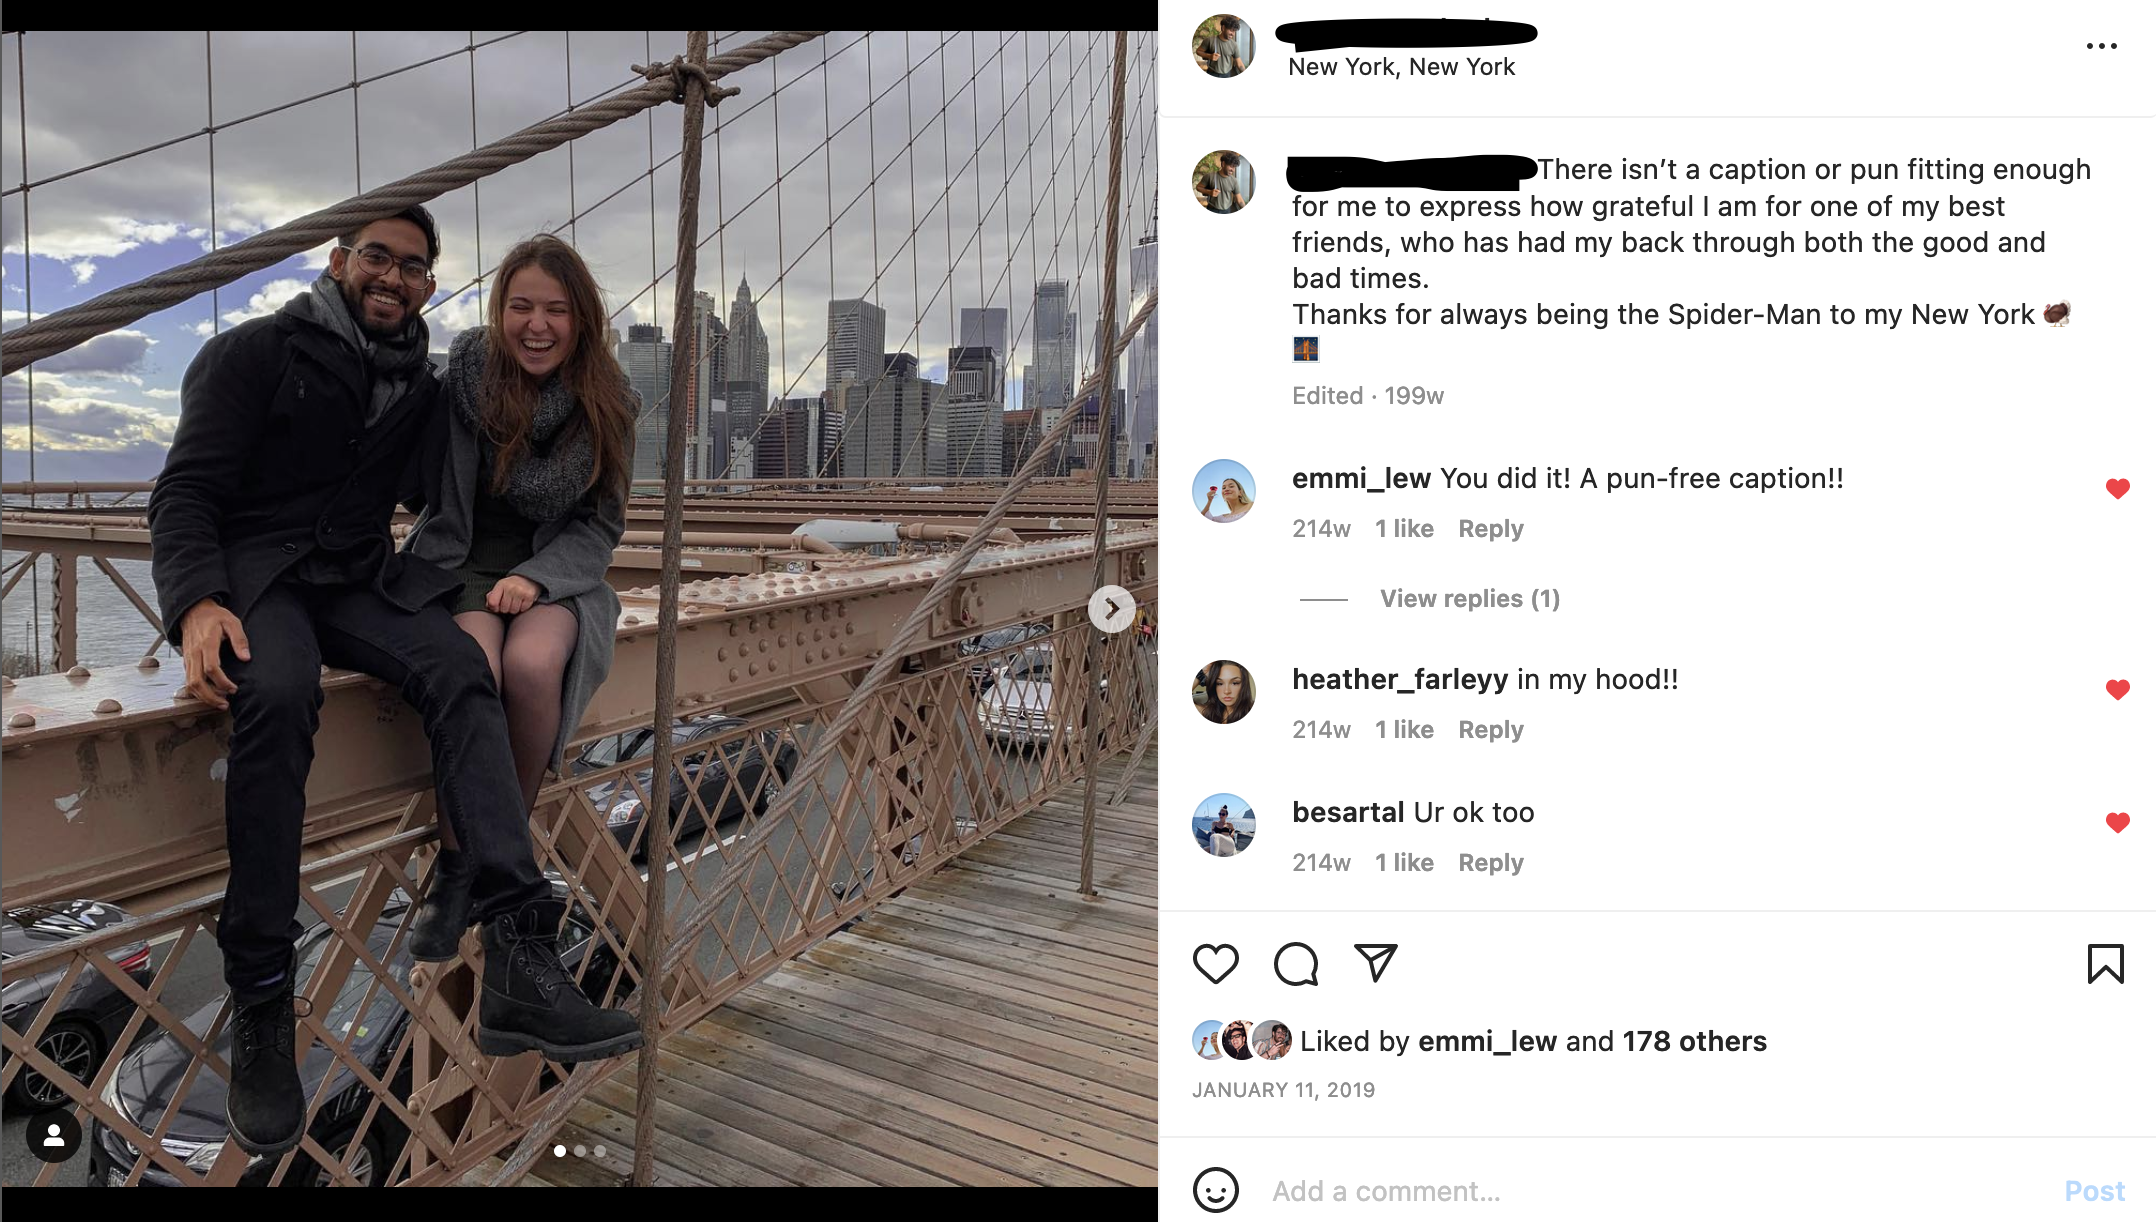 New York, New York
There isn’t a caption or pun fitting enough
for me to express how grateful I am for one of my best
friends, who has had my back through both the good and
bad times.
Thanks for always being the Spider-Man to my New York 🦃
🌉
Edited · 199w
emmi_lew You did it! A pun-free caption!!
214w 1 like Reply
View replies (1)
heather_farleyy in my hood!!
214w 1 like Reply
besartal Ur ok too
214w 1 like Reply
Liked by emmi_lew and 178 others
JANUARY 11, 2019
Add a comment...
Post